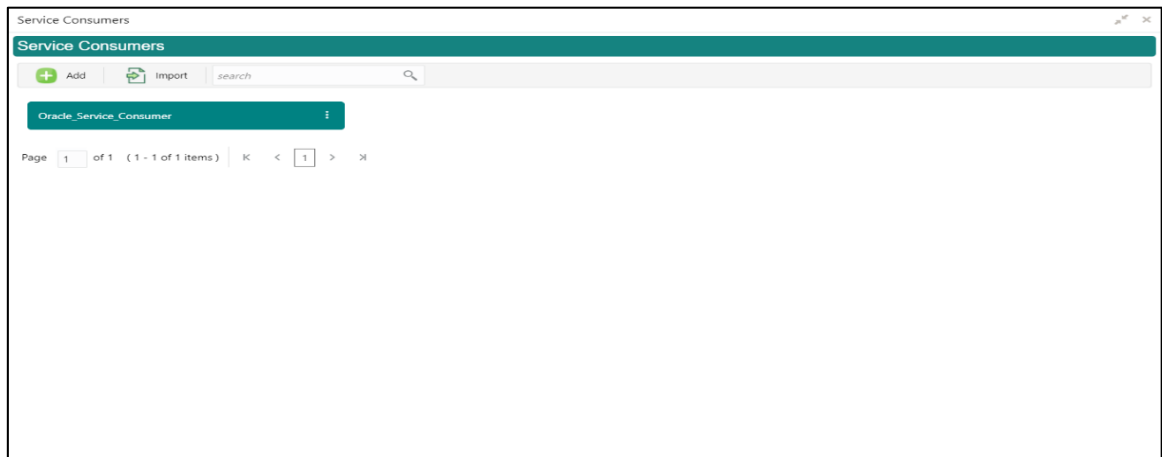 Service Consumers
Service Consumers
Add Import search
Oracle_Service_Consumer
Page 1 of 1 (1 - 1 of 1 items) K < 1 > >|